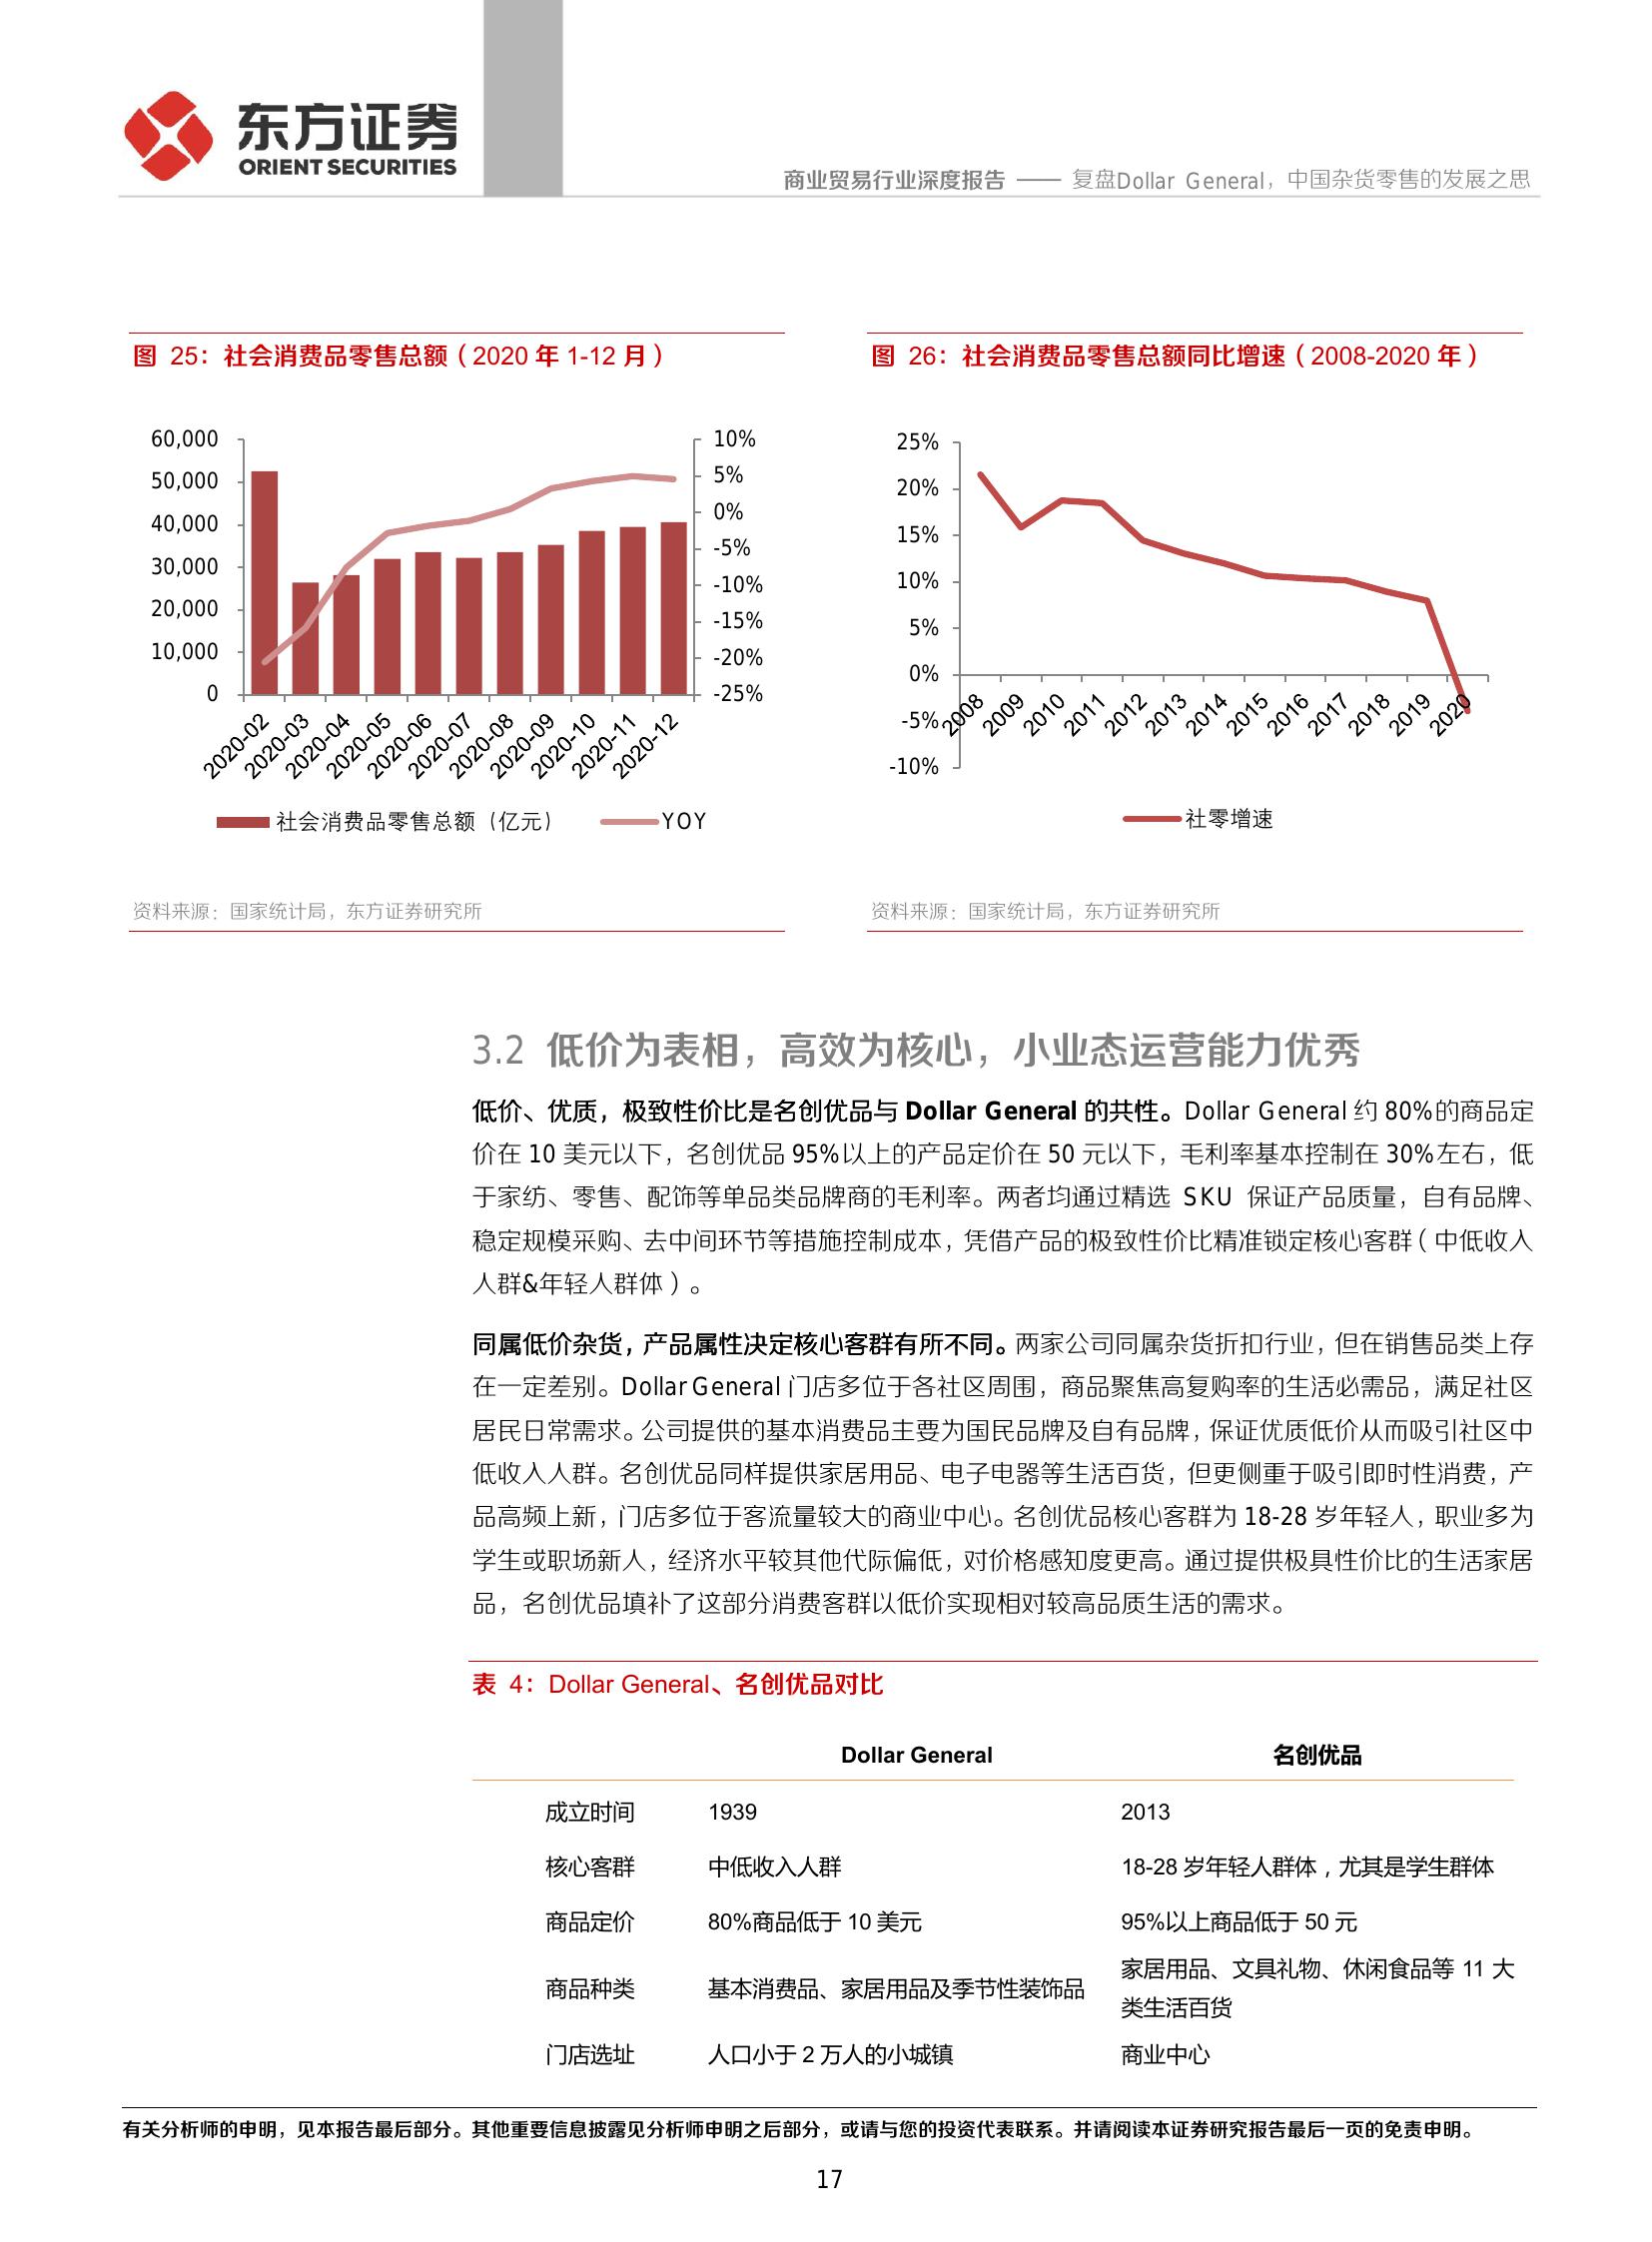 东方证券
ORIENT SECURITIES
商业贸易行业深度报告 —— 复盘Dollar General，中国杂货零售的发展之思
图 25：社会消费品零售总额（2020 年 1-12 月）
60,000
50,000
40,000
30,000
20,000
10,000
0
10%
5%
0%
-5%
-10%
-15%
-20%
-25%
2020-02
2020-03
2020-04
2020-05
2020-06
2020-07
2020-08
2020-09
2020-10
2020-11
2020-12
社会消费品零售总额（亿元）
YOY
资料来源：国家统计局，东方证券研究所
图 26：社会消费品零售总额同比增速（2008-2020 年）
25%
20%
15%
10%
5%
0%
-5%
-10%
2008
2009
2010
2011
2012
2013
2014
2015
2016
2017
2018
2019
2020
社零增速
资料来源：国家统计局，东方证券研究所
3.2 低价为表相，高效为核心，小业态运营能力优秀
低价、优质，极致性价比是名创优品与 Dollar General 的共性。Dollar General 约 80%的商品定
价在 10 美元以下，名创优品 95%以上的产品定价在 50 元以下，毛利率基本控制在 30%左右，低
于家纺、零售、配饰等单品类品牌商的毛利率。两者均通过精选 SKU 保证产品质量，自有品牌、
稳定规模采购、去中间环节等措施控制成本，凭借产品的极致性价比精准锁定核心客群（中低收入
人群&年轻人群体）。
同属低价杂货，产品属性决定核心客群有所不同。两家公司同属杂货折扣行业，但在销售品类上存
在一定差别。Dollar General 门店多位于各社区周围，商品聚焦高复购率的生活必需品，满足社区
居民日常需求。公司提供的基本消费品主要为国民品牌及自有品牌，保证优质低价从而吸引社区中
低收入人群。名创优品同样提供家居用品、电子电器等生活百货，但更侧重于吸引即时性消费，产
品高频上新，门店多位于客流量较大的商业中心。名创优品核心客群为 18-28 岁年轻人，职业多为
学生或职场新人，经济水平较其他代际偏低，对价格感知度更高。通过提供极具性价比的生活家居
品，名创优品填补了这部分消费客群以低价实现相对较高品质生活的需求。
表 4：Dollar General、名创优品对比
Dollar General 名创优品
成立时间 1939 2013
核心客群 中低收入人群 18-28 岁年轻人群体，尤其是学生群体
商品定价 80%商品低于 10 美元 95%以上商品低于 50 元
商品种类 基本消费品、家居用品及季节性装饰品 家居用品、文具礼物、休闲食品等 11 大
类生活百货
门店选址 人口小于 2 万人的小城镇 商业中心
有关分析师的申明，见本报告最后部分。其他重要信息披露见分析师申明之后部分，或请与您的投资代表联系。并请阅读本证券研究报告最后一页的免责申明。
17